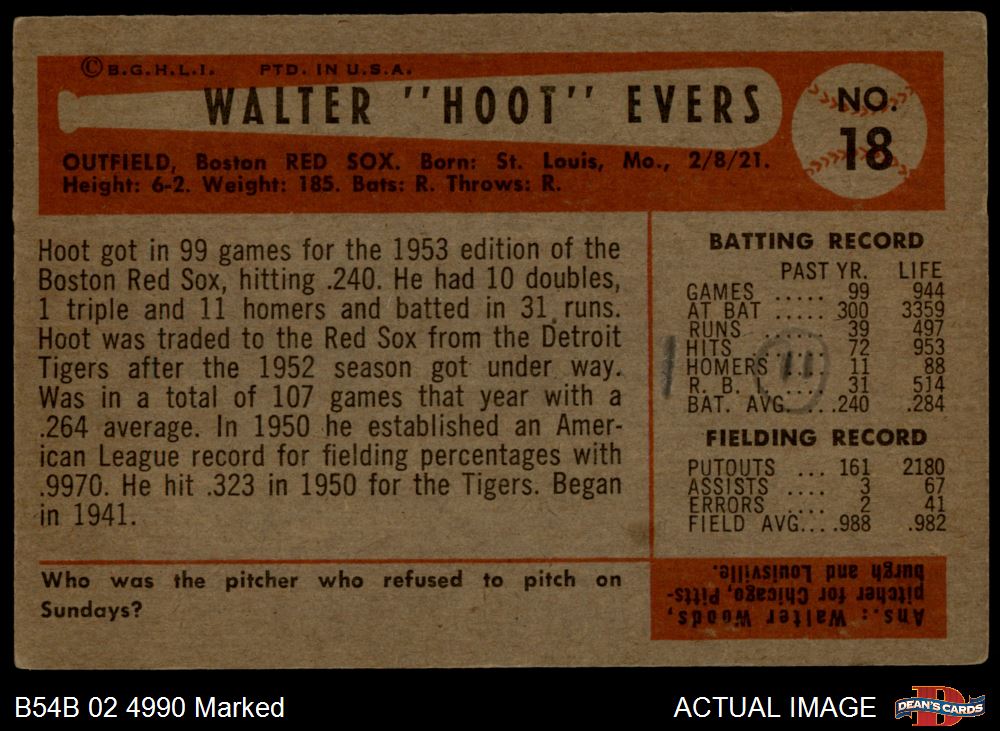 © B.G.H.L.I. PTD. IN U.S.A.
WALTER "HOOT" EVERS
NO.
18
OUTFIELD, Boston RED SOX. Born: St. Louis, Mo., 2/8/21.
Height: 6-2. Weight: 185. Bats: R. Throws: R.
Hoot got in 99 games for the 1953 edition of the
Boston Red Sox, hitting .240. He had 10 doubles,
1 triple and 11 homers and batted in 31 runs.
Hoot was traded to the Red Sox from the Detroit
Tigers after the 1952 season got under way.
Was in a total of 107 games that year with a
.264 average. In 1950 he established an Amer-
ican League record for fielding percentages with
.9970. He hit .323 in 1950 for the Tigers. Began
in 1941.
BATTING RECORD
PAST YR. LIFE
GAMES ..... 99 944
AT BAT ..... 300 3359
RUNS ..... 39 497
HITS ..... 72 953
HOMERS .... 11 88
R. B. I. .... 31 514
BAT. AVG. ...240 .284
11
FIELDING RECORD
PUTOUTS ... 161 2180
ASSISTS .... 3 67
ERRORS .... 2 41
FIELD AVG. ...988 .982
Who was the pitcher who refused to pitch on
Sundays?
Ans.: Walter Woods,
pitcher for Chicago, Pitts-
burgh and Louisville.
B54B 02 4990 Marked
ACTUAL IMAGE
D
DEAN'S CARDS